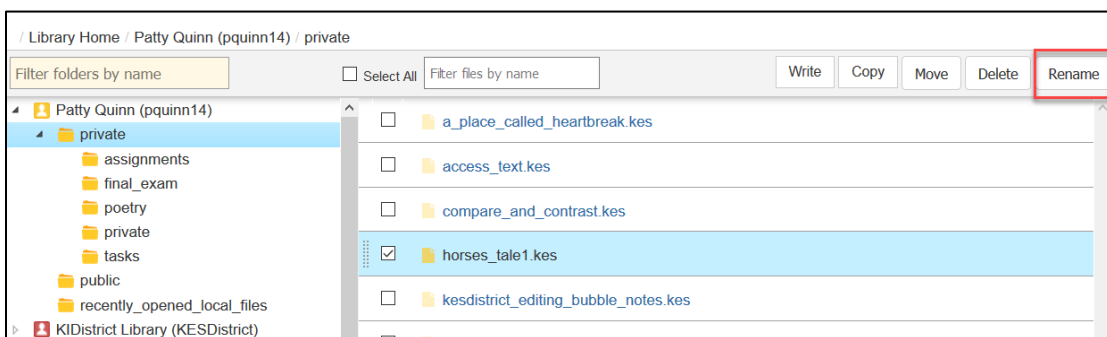 / Library Home / Patty Quinn (pquinn14) / private
Filter folders by name
Select All
Filter files by name
Write
Copy
Move
Delete
Rename
Patty Quinn (pquinn14)
private
assignments
final_exam
poetry
private
tasks
public
recently_opened_local_files
KIDistrict Library (KESDistrict)
a_place_called_heartbreak.kes
access_text.kes
compare_and_contrast.kes
horses_tale1.kes
kesdistrict_editing_bubble_notes.kes